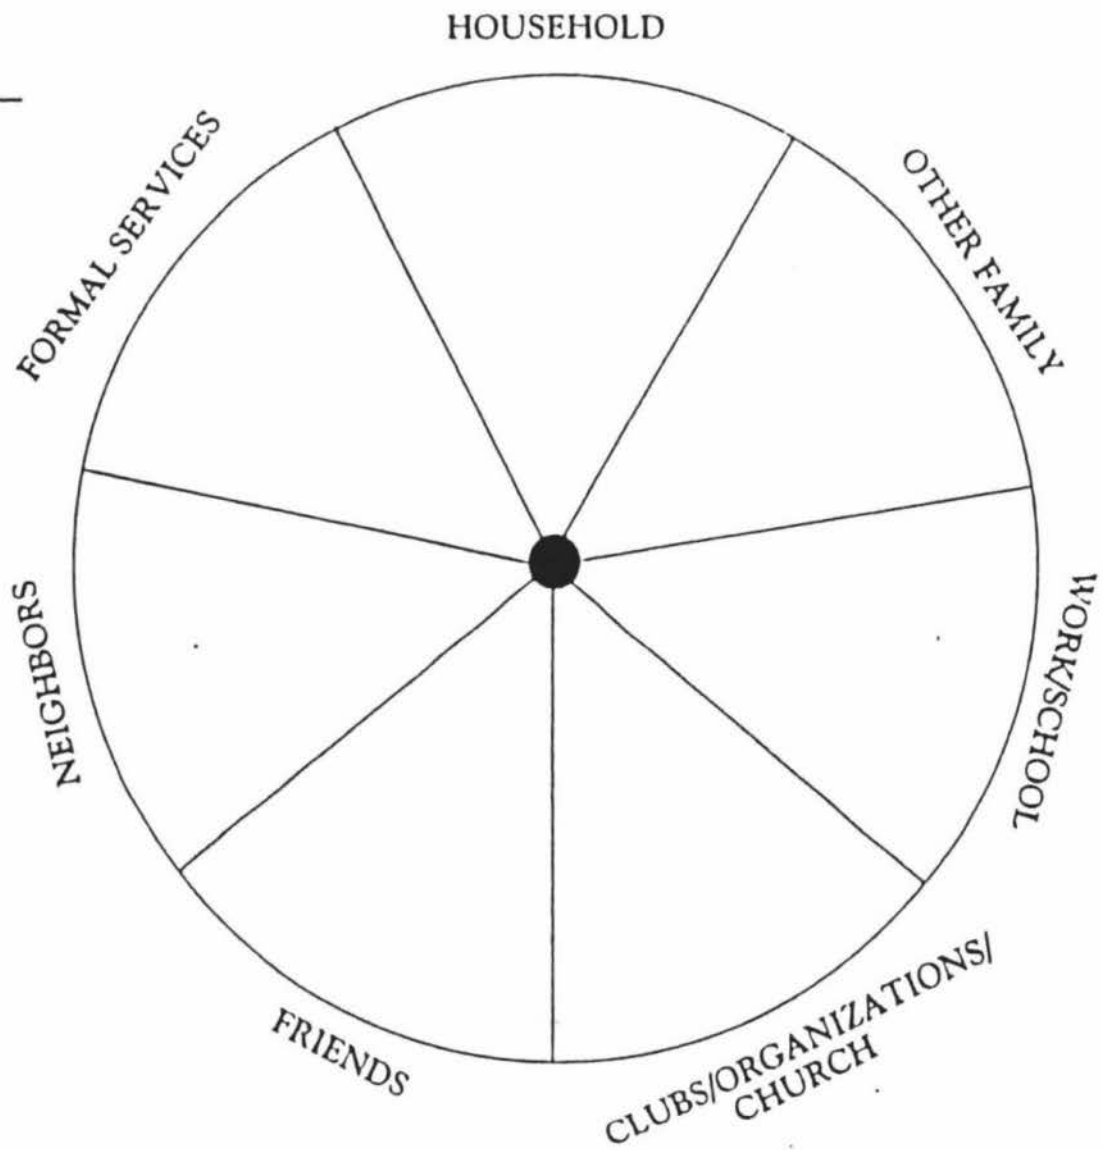 HOUSEHOLD
OTHER FAMILY
WORK/SCHOOL
CLUBS/ORGANIZATIONS/
CHURCH
FRIENDS
NEIGHBORS
FORMAL SERVICES